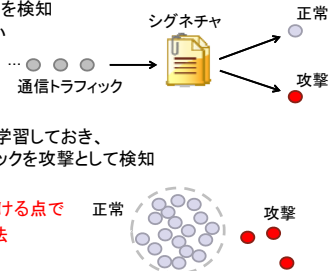 を検知
い
シグネチャ
正常
…
通信トラフィック
攻撃
学習しておき、
ックを攻撃として検知
ける点で
法
正常
攻撃